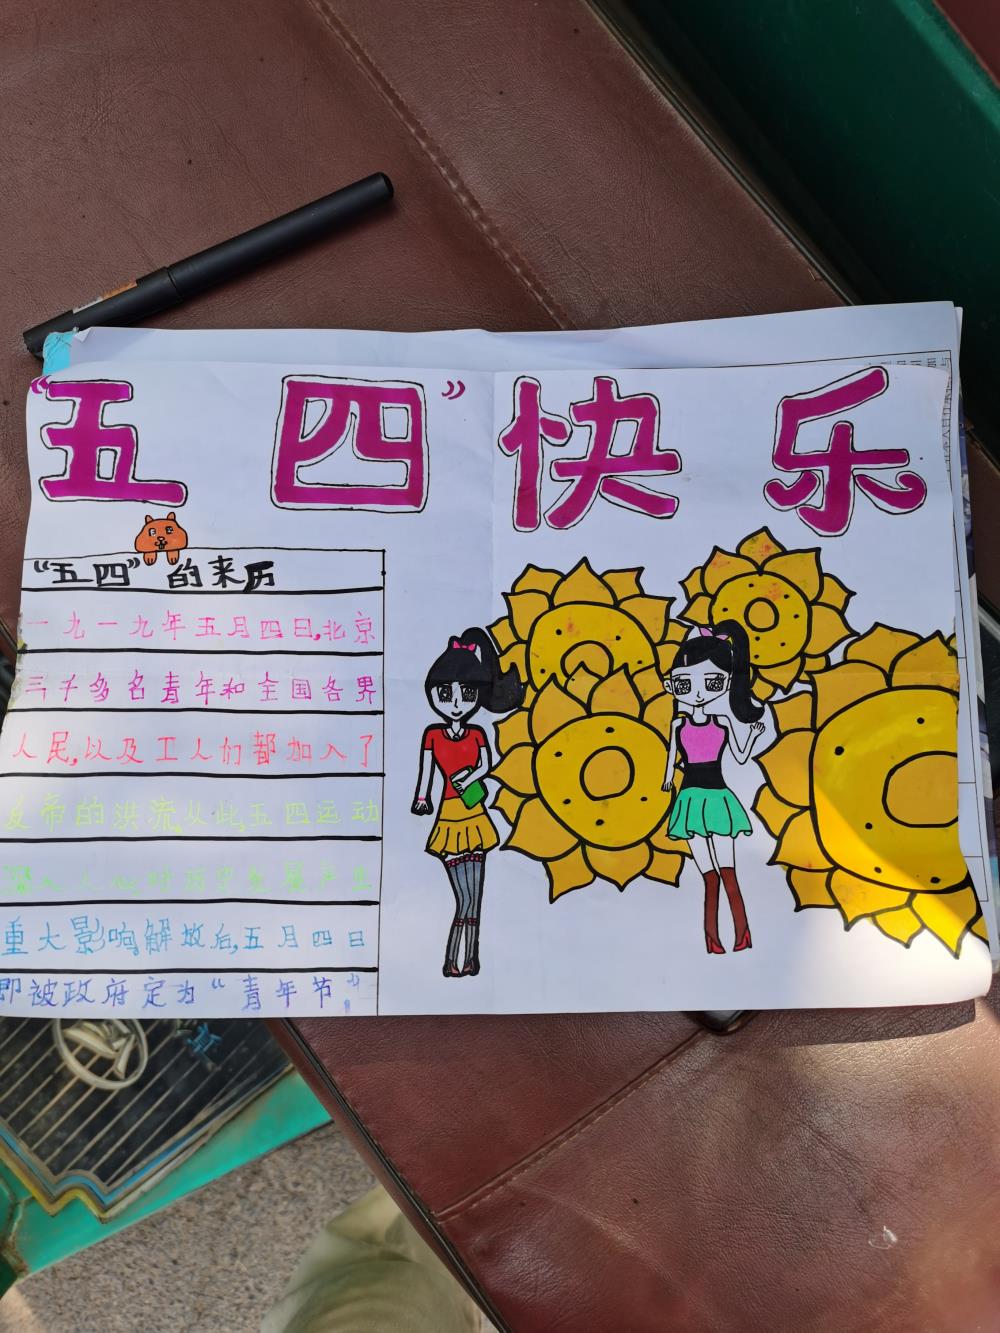 “五四”快乐
“五四”的来历
一九一九年五月四日,北京
三千多名青年和全国各界
人民,以及工人们都加入了
反帝的洪流,从此,五四运动
深入人心,对历史发展产生
重大影响,解放后,五月四日
即被政府定为“青年节”。